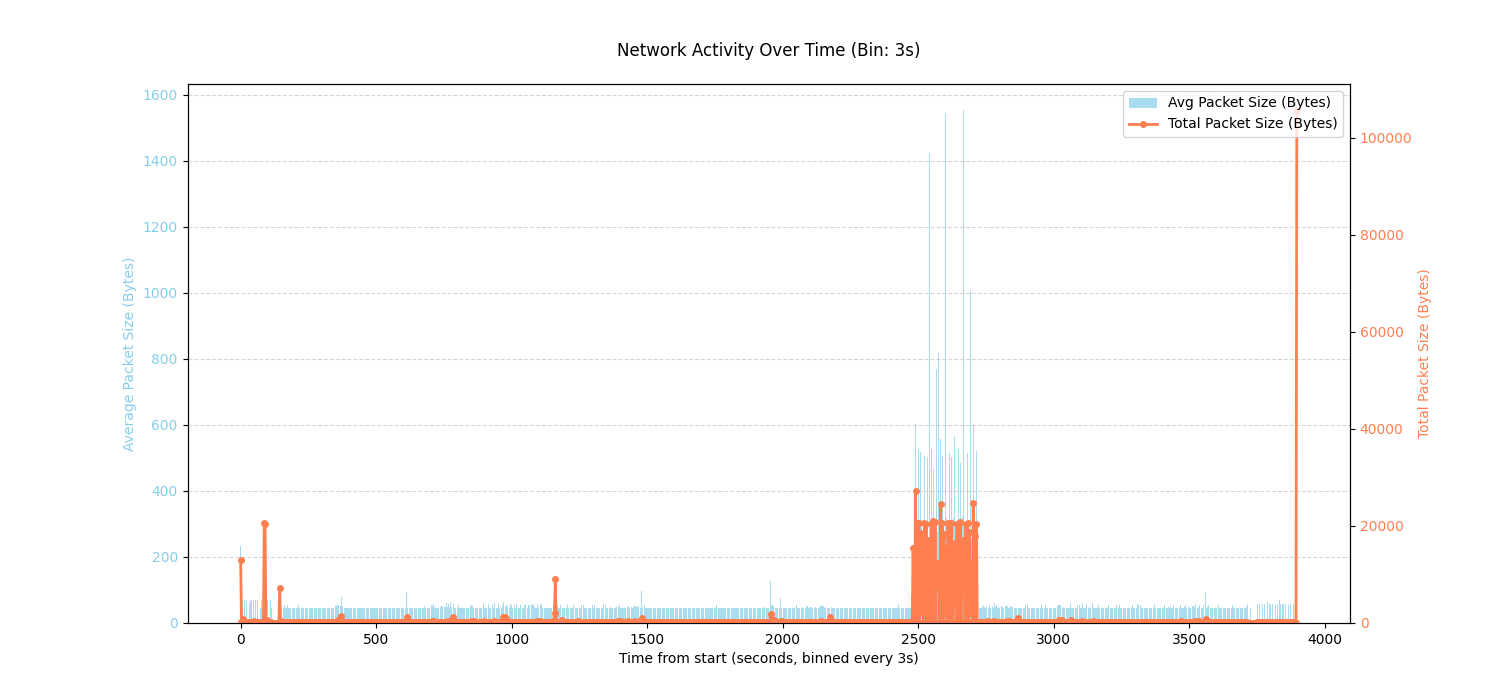 Network Activity Over Time (Bin: 3s)
Avg Packet Size (Bytes)
Total Packet Size (Bytes)
1600
1400
1200
1000
800
600
400
200
0
Average Packet Size (Bytes)
100000
80000
60000
40000
20000
0
Total Packet Size (Bytes)
0 500 1000 1500 2000 2500 3000 3500 4000
Time from start (seconds, binned every 3s)